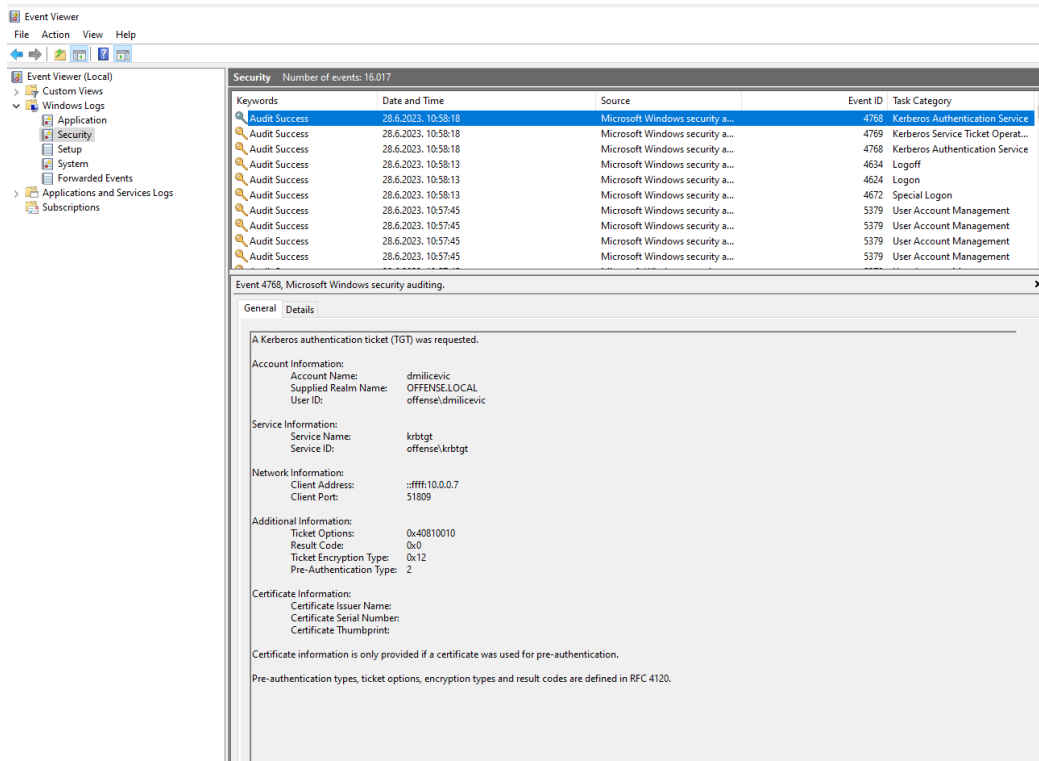 Event Viewer
File Action View Help
Event Viewer (Local)
Custom Views
Windows Logs
Application
Security
Setup
System
Forwarded Events
Applications and Services Logs
Subscriptions
Security Number of events: 16.017
Keywords Date and Time Source Event ID Task Category
Audit Success 28.6.2023. 10:58:18 Microsoft Windows security a... 4768 Kerberos Authentication Service
Audit Success 28.6.2023. 10:58:18 Microsoft Windows security a... 4769 Kerberos Service Ticket Operat...
Audit Success 28.6.2023. 10:58:18 Microsoft Windows security a... 4768 Kerberos Authentication Service
Audit Success 28.6.2023. 10:58:13 Microsoft Windows security a... 4634 Logoff
Audit Success 28.6.2023. 10:58:13 Microsoft Windows security a... 4624 Logon
Audit Success 28.6.2023. 10:58:13 Microsoft Windows security a... 4672 Special Logon
Audit Success 28.6.2023. 10:57:45 Microsoft Windows security a... 5379 User Account Management
Audit Success 28.6.2023. 10:57:45 Microsoft Windows security a... 5379 User Account Management
Audit Success 28.6.2023. 10:57:45 Microsoft Windows security a... 5379 User Account Management
Audit Success 28.6.2023. 10:57:45 Microsoft Windows security a... 5379 User Account Management
Event 4768, Microsoft Windows security auditing.
General Details
A Kerberos authentication ticket (TGT) was requested.
Account Information:
Account Name: dmilicevic
Supplied Realm Name: OFFENSE.LOCAL
User ID: offense\dmilicevic
Service Information:
Service Name: krbtgt
Service ID: offense\krbtgt
Network Information:
Client Address: ::ffff:10.0.0.7
Client Port: 51809
Additional Information:
Ticket Options: 0x40810010
Result Code: 0x0
Ticket Encryption Type: 0x12
Pre-Authentication Type: 2
Certificate Information:
Certificate Issuer Name:
Certificate Serial Number:
Certificate Thumbprint:
Certificate information is only provided if a certificate was used for pre-authentication.
Pre-authentication types, ticket options, encryption types and result codes are defined in RFC 4120.